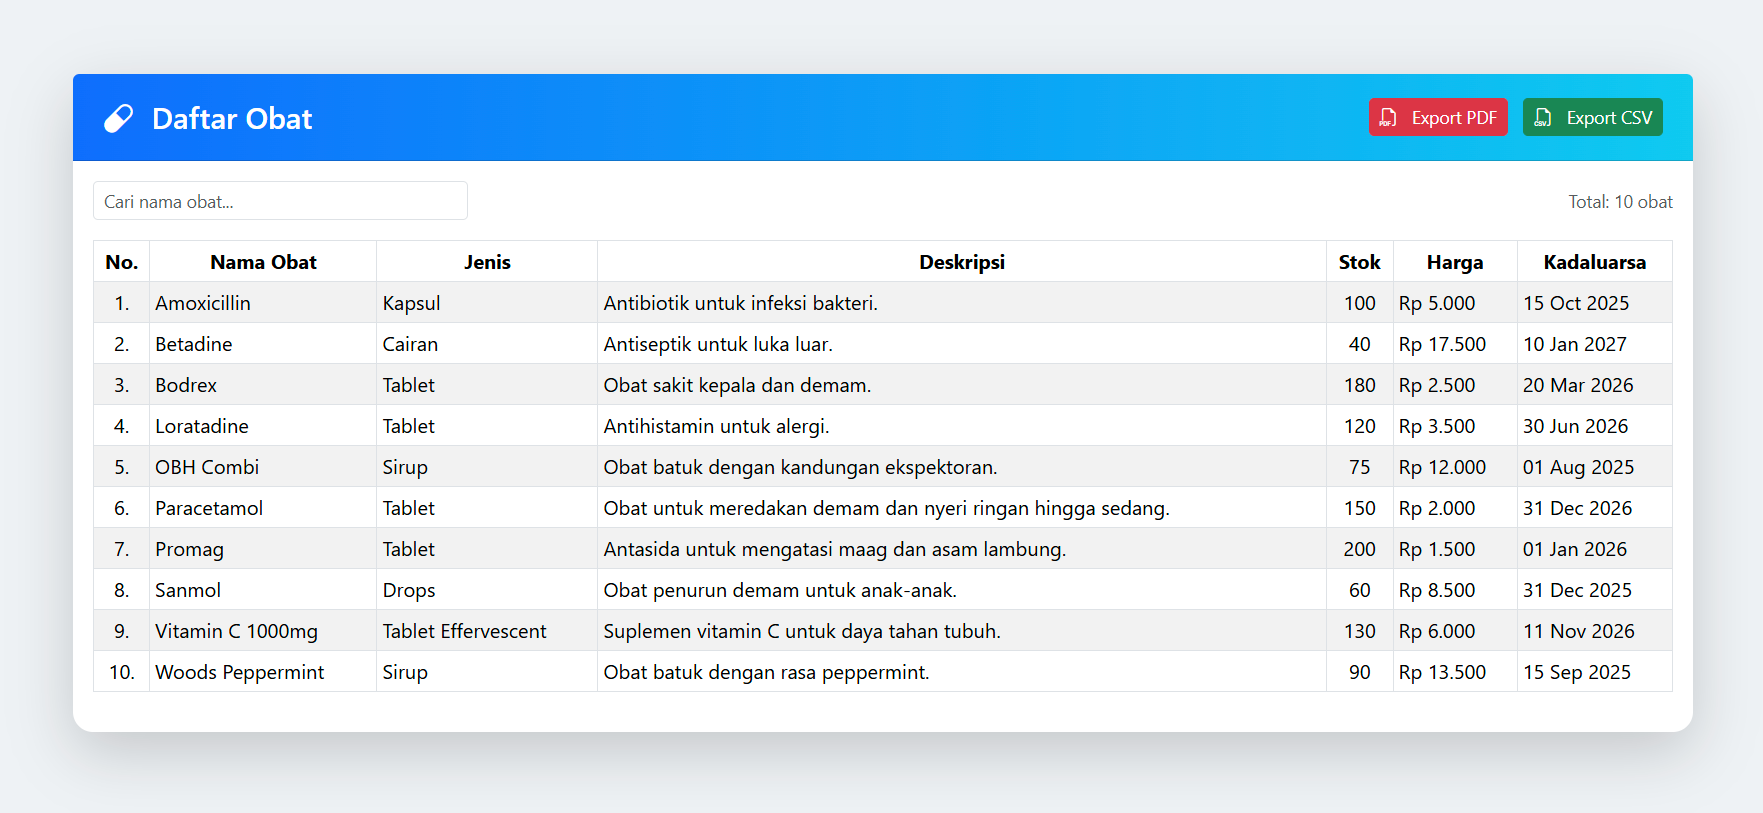 Daftar Obat
PDF Export PDF CSV Export CSV
Cari nama obat...
Total: 10 obat
No. Nama Obat Jenis Deskripsi Stok Harga Kadaluarsa
1. Amoxicillin Kapsul Antibiotik untuk infeksi bakteri. 100 Rp 5.000 15 Oct 2025
2. Betadine Cairan Antiseptik untuk luka luar. 40 Rp 17.500 10 Jan 2027
3. Bodrex Tablet Obat sakit kepala dan demam. 180 Rp 2.500 20 Mar 2026
4. Loratadine Tablet Antihistamin untuk alergi. 120 Rp 3.500 30 Jun 2026
5. OBH Combi Sirup Obat batuk dengan kandungan ekspektoran. 75 Rp 12.000 01 Aug 2025
6. Paracetamol Tablet Obat untuk meredakan demam dan nyeri ringan hingga sedang. 150 Rp 2.000 31 Dec 2026
7. Promag Tablet Antasida untuk mengatasi maag dan asam lambung. 200 Rp 1.500 01 Jan 2026
8. Sanmol Drops Obat penurun demam untuk anak-anak. 60 Rp 8.500 31 Dec 2025
9. Vitamin C 1000mg Tablet Effervescent Suplemen vitamin C untuk daya tahan tubuh. 130 Rp 6.000 11 Nov 2026
10. Woods Peppermint Sirup Obat batuk dengan rasa peppermint. 90 Rp 13.500 15 Sep 2025